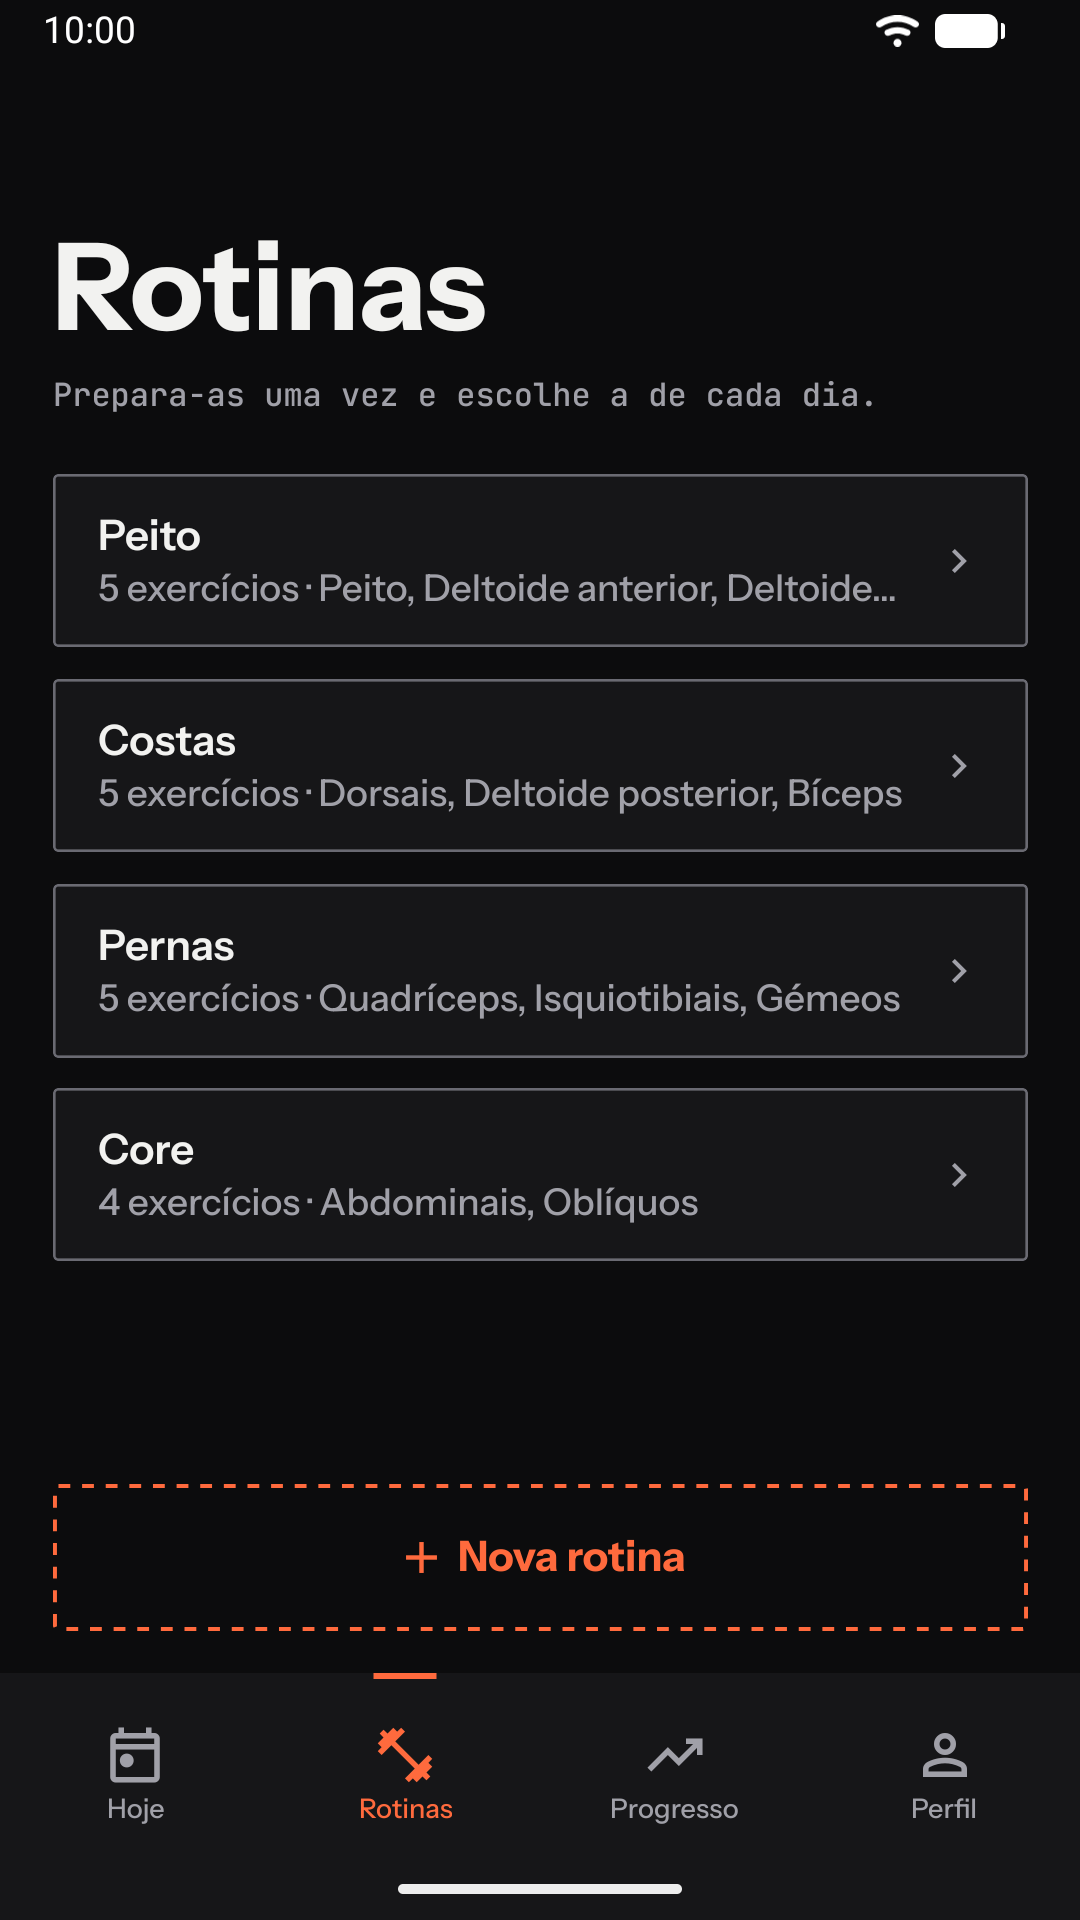 10:00
Rotinas
Prepara-as uma vez e escolhe a de cada dia.
Peito
5 exercícios · Peito, Deltoide anterior, Deltoide...
Costas
5 exercícios · Dorsais, Deltoide posterior, Bíceps
Pernas
5 exercícios · Quadríceps, Isquiotibiais, Gémeos
Core
4 exercícios · Abdominais, Oblíquos
+ Nova rotina
Hoje
Rotinas
Progresso
Perfil